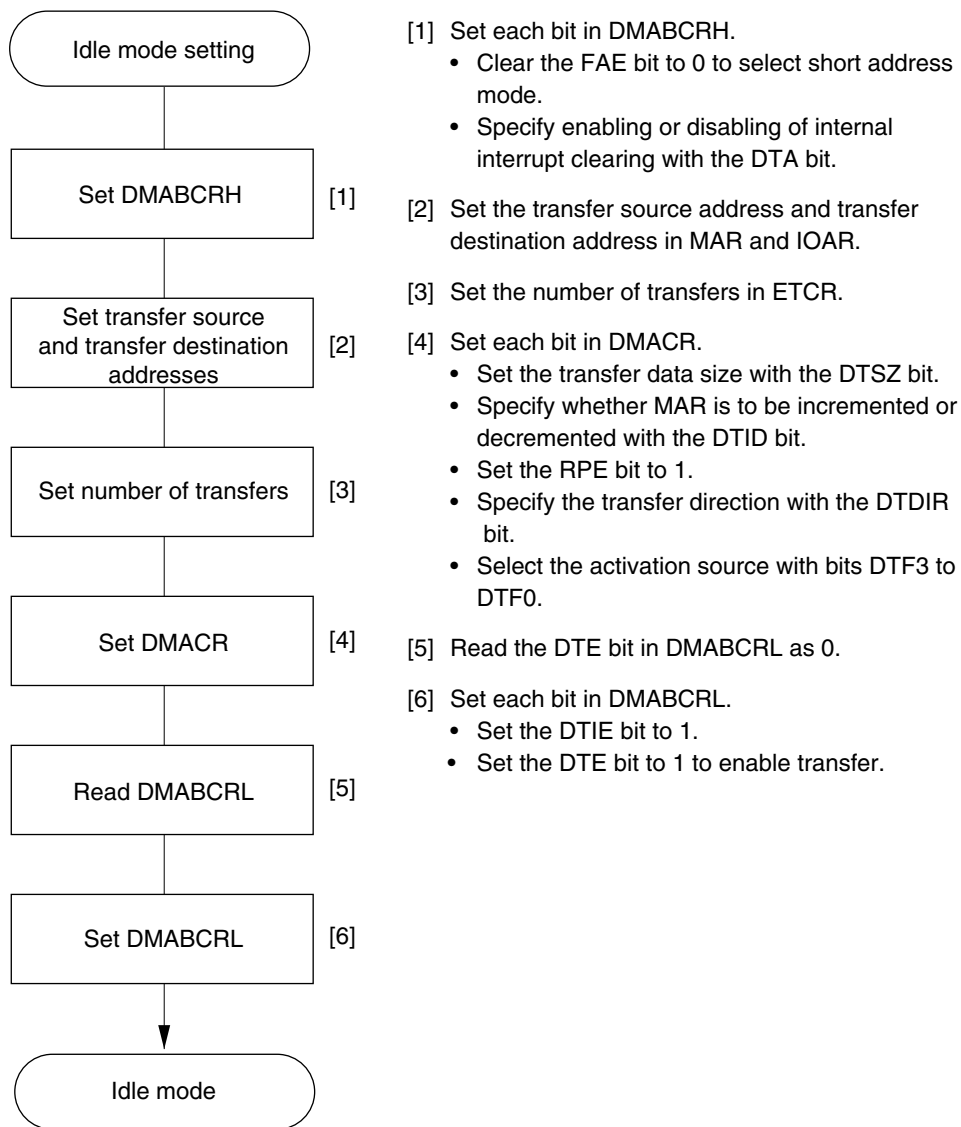 Idle mode setting
Set DMABCRH
[1]
Set transfer source
and transfer destination
addresses
[2]
Set number of transfers
[3]
Set DMACR
[4]
Read DMABCRL
[5]
Set DMABCRL
[6]
Idle mode
[1] Set each bit in DMABCRH.
• Clear the FAE bit to 0 to select short address
mode.
• Specify enabling or disabling of internal
interrupt clearing with the DTA bit.
[2] Set the transfer source address and transfer
destination address in MAR and IOAR.
[3] Set the number of transfers in ETCR.
[4] Set each bit in DMACR.
• Set the transfer data size with the DTSZ bit.
• Specify whether MAR is to be incremented or
decremented with the DTID bit.
• Set the RPE bit to 1.
• Specify the transfer direction with the DTDIR
bit.
• Select the activation source with bits DTF3 to
DTF0.
[5] Read the DTE bit in DMABCRL as 0.
[6] Set each bit in DMABCRL.
• Set the DTIE bit to 1.
• Set the DTE bit to 1 to enable transfer.